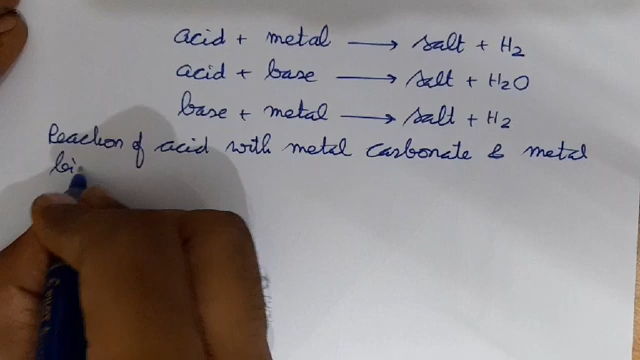 acid + metal ⟶ salt + H₂
acid + base ⟶ salt + H₂O
base + metal ⟶ salt + H₂
Reaction of acid with metal carbonate & metal
bi